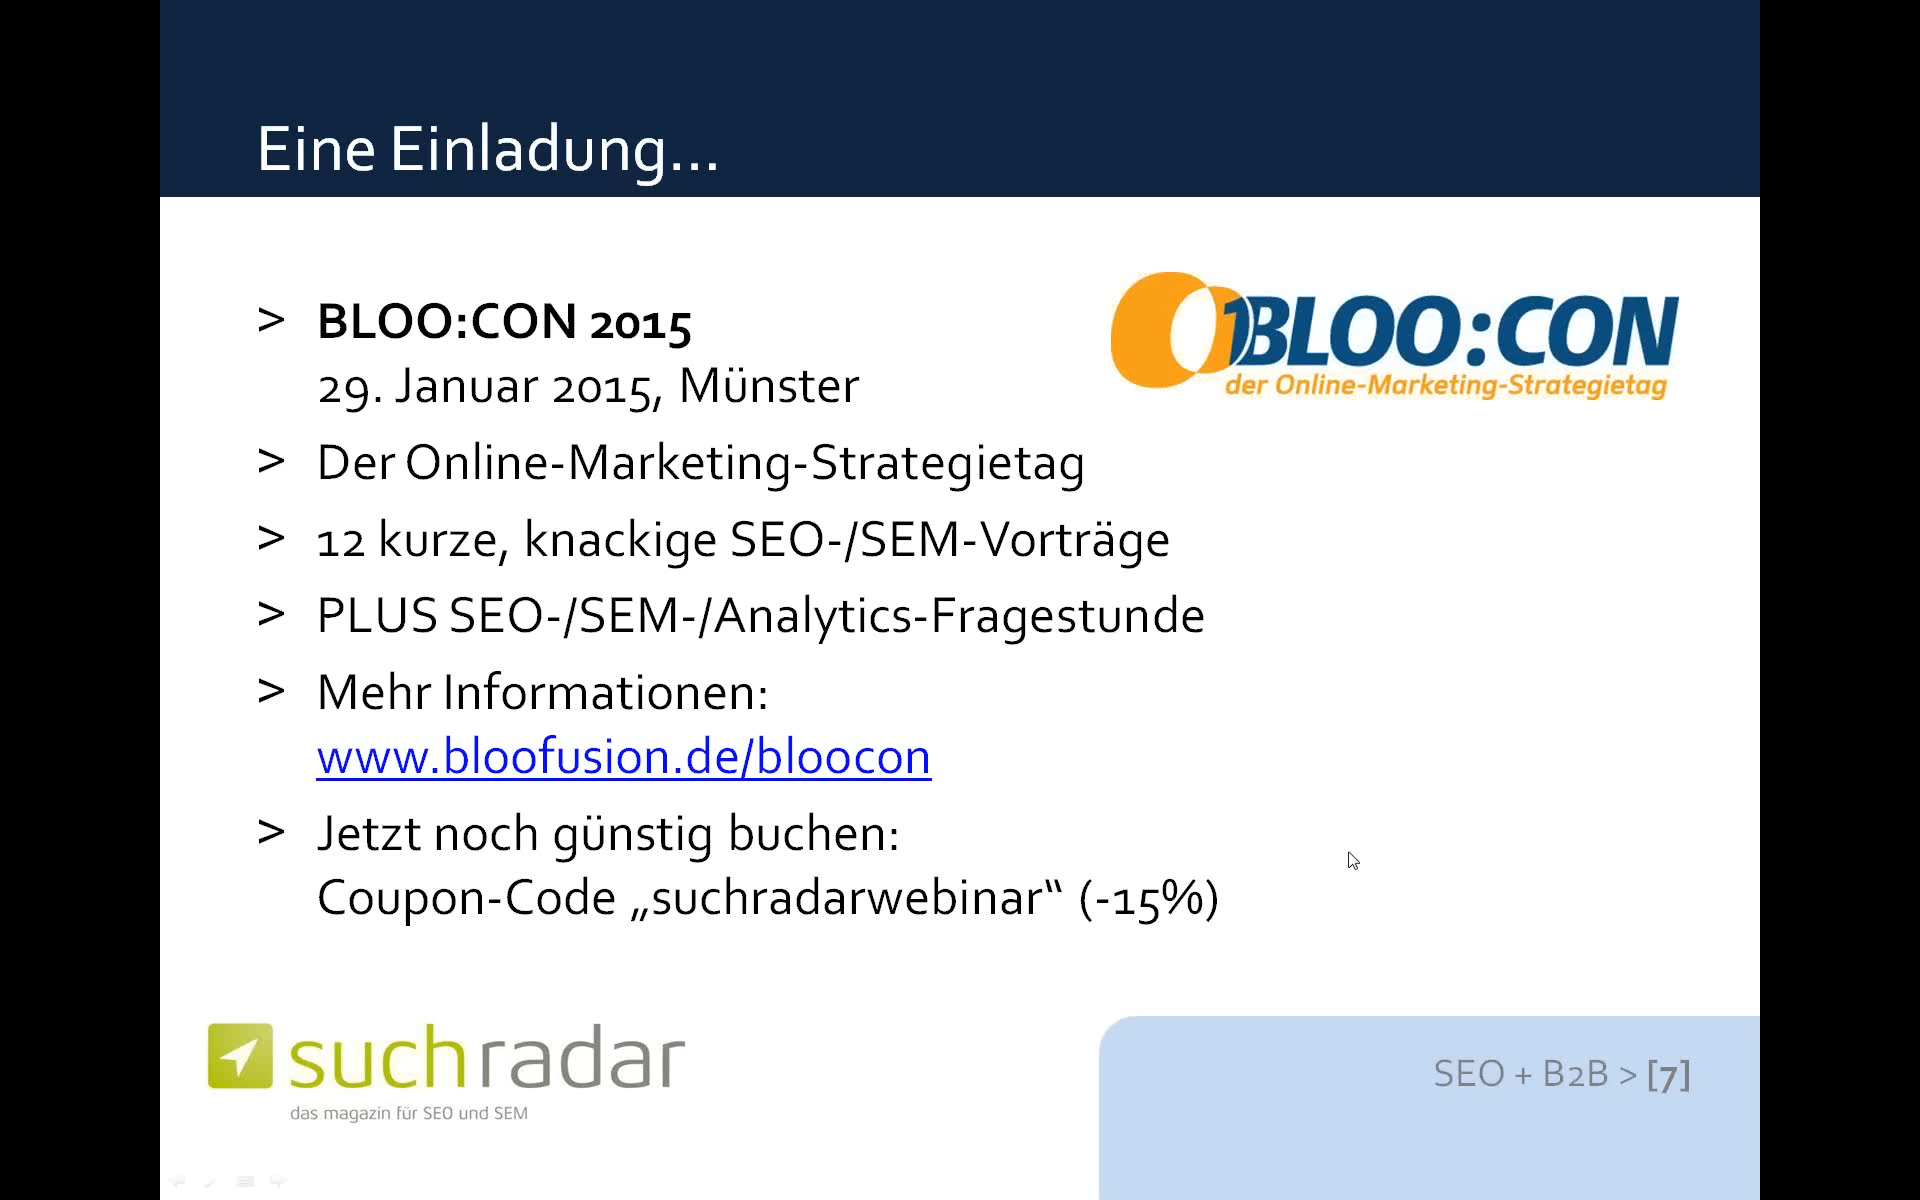 Eine Einladung...
> BLOO:CON 2015
29. Januar 2015, Münster
BLOO:CON
der Online-Marketing-Strategietag
> Der Online-Marketing-Strategietag
> 12 kurze, knackige SEO-/SEM-Vorträge
> PLUS SEO-/SEM-/Analytics-Fragestunde
> Mehr Informationen:
www.bloofusion.de/bloocon
> Jetzt noch günstig buchen:
Coupon-Code „suchradarwebinar“ (-15%)
suchradar
das magazin für SEO und SEM
SEO + B2B > [7]